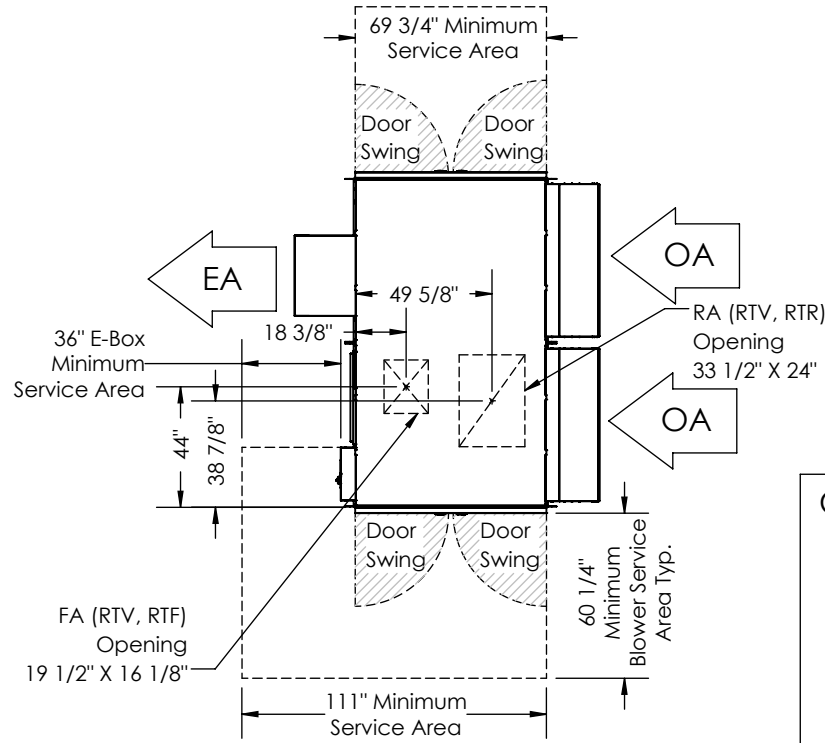 69 3/4" Minimum
Service Area
Door
Swing
Door
Swing
EA
OA
49 5/8"
18 3/8"
RA (RTV, RTR)
Opening
33 1/2" X 24"
36" E-Box
Minimum
Service Area
44"
38 7/8"
OA
Door
Swing
Door
Swing
60 1/4"
Minimum
Blower Service
Area Typ.
FA (RTV, RTF)
Opening
19 1/2" X 16 1/8"
111" Minimum
Service Area